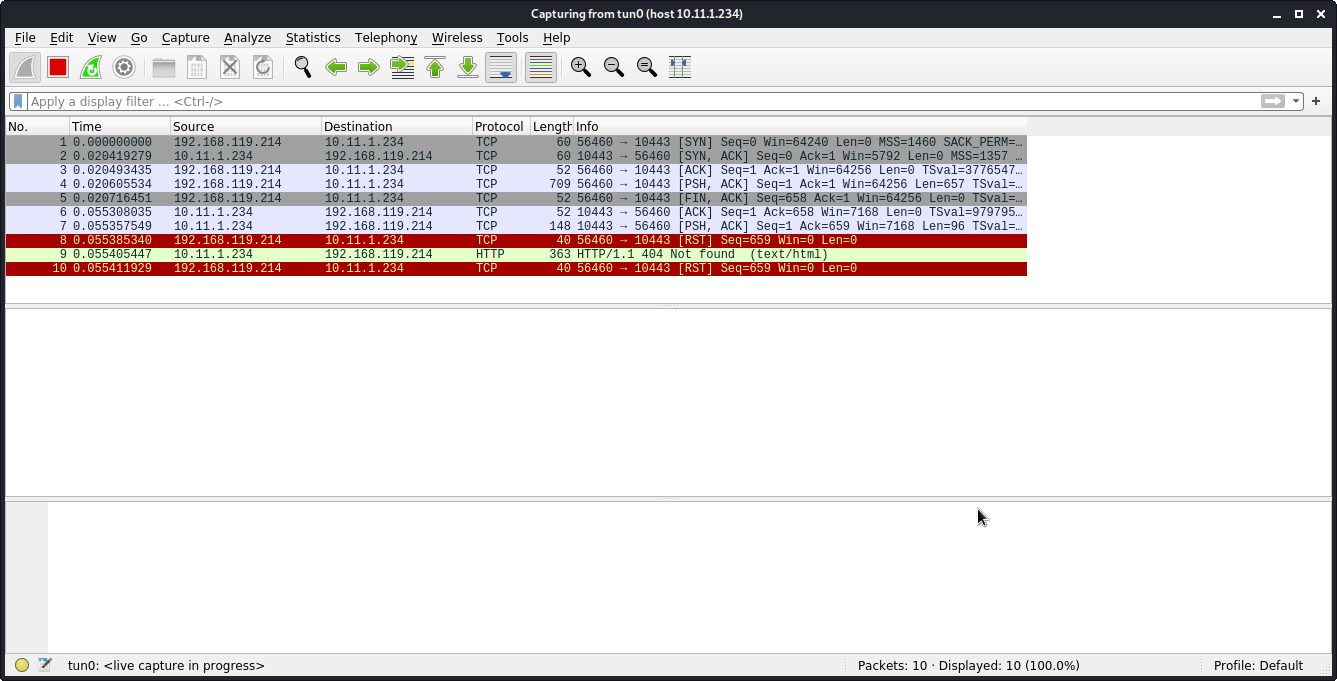 Capturing from tun0 (host 10.11.1.234)
File Edit View Go Capture Analyze Statistics Telephony Wireless Tools Help
Apply a display filter ... <Ctrl-/>
No. Time Source Destination Protocol Length Info
1 0.000000000 192.168.119.214 10.11.1.234 TCP 60 56460 → 10443 [SYN] Seq=0 Win=64240 Len=0 MSS=1460 SACK_PERM=…
2 0.020419279 10.11.1.234 192.168.119.214 TCP 60 10443 → 56460 [SYN, ACK] Seq=0 Ack=1 Win=5792 Len=0 MSS=1357 …
3 0.020493435 192.168.119.214 10.11.1.234 TCP 52 56460 → 10443 [ACK] Seq=1 Ack=1 Win=64256 Len=0 TSval=3776547…
4 0.020605534 192.168.119.214 10.11.1.234 TCP 709 56460 → 10443 [PSH, ACK] Seq=1 Ack=1 Win=64256 Len=657 TSval=…
5 0.020716451 192.168.119.214 10.11.1.234 TCP 52 56460 → 10443 [FIN, ACK] Seq=658 Ack=1 Win=64256 Len=0 TSval=…
6 0.055308035 10.11.1.234 192.168.119.214 TCP 52 10443 → 56460 [ACK] Seq=1 Ack=658 Win=7168 Len=0 TSval=979795…
7 0.055357549 10.11.1.234 192.168.119.214 TCP 148 10443 → 56460 [PSH, ACK] Seq=1 Ack=659 Win=7168 Len=96 TSval=…
8 0.055385340 192.168.119.214 10.11.1.234 TCP 40 56460 → 10443 [RST] Seq=659 Win=0 Len=0
9 0.055405447 10.11.1.234 192.168.119.214 HTTP 363 HTTP/1.1 404 Not found (text/html)
10 0.055411929 192.168.119.214 10.11.1.234 TCP 40 56460 → 10443 [RST] Seq=659 Win=0 Len=0
tun0: <live capture in progress> Packets: 10 · Displayed: 10 (100.0%) Profile: Default